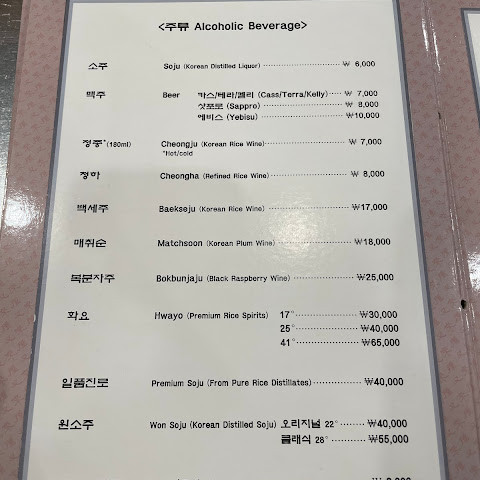 <주류 Alcoholic Beverage>
소주 Soju (Korean Distilled Liquor) ₩ 6,000
맥주 Beer 카스/테라/켈리 (Cass/Terra/Kelly) ₩ 7,000
삿포로 (Sappro) ₩ 8,000
에비스 (Yebisu) ₩10,000
정종*(180ml) Cheongju (Korean Rice Wine) ₩ 7,000
*Hot/cold
청하 Cheongha (Refined Rice Wine) ₩ 8,000
백세주 Baekseju (Korean Rice Wine) ₩17,000
매취순 Matchsoon (Korean Plum Wine) ₩18,000
복분자주 Bokbunjaju (Black Raspberry Wine) ₩25,000
화요 Hwayo (Premium Rice Spirits) 17° ₩30,000
25° ₩40,000
41° ₩65,000
일품진로 Premium Soju (From Pure Rice Distillates) ₩40,000
원소주 Won Soju (Korean Distilled Soju) 오리지널 22° ₩40,000
클래식 28° ₩55,000